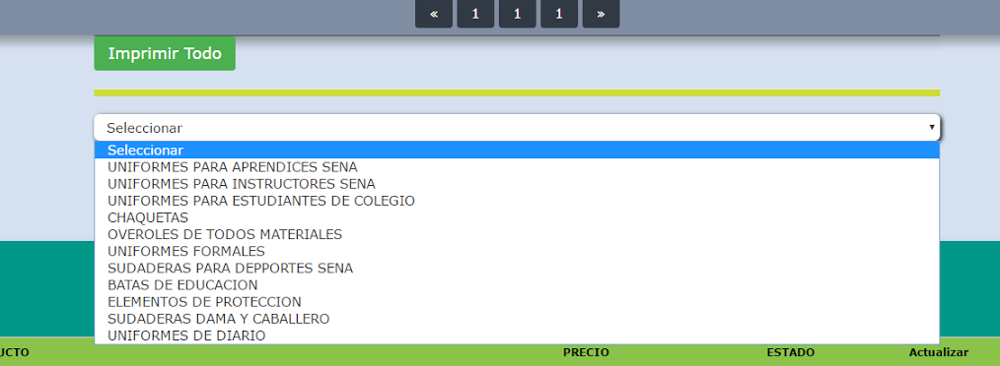 « 1 1 1 »
Imprimir Todo
Seleccionar
Seleccionar
UNIFORMES PARA APRENDICES SENA
UNIFORMES PARA INSTRUCTORES SENA
UNIFORMES PARA ESTUDIANTES DE COLEGIO
CHAQUETAS
OVEROLES DE TODOS MATERIALES
UNIFORMES FORMALES
SUDADERAS PARA DEPPORTES SENA
BATAS DE EDUCACION
ELEMENTOS DE PROTECCION
SUDADERAS DAMA Y CABALLERO
UNIFORMES DE DIARIO
UCTO PRECIO ESTADO Actualizar